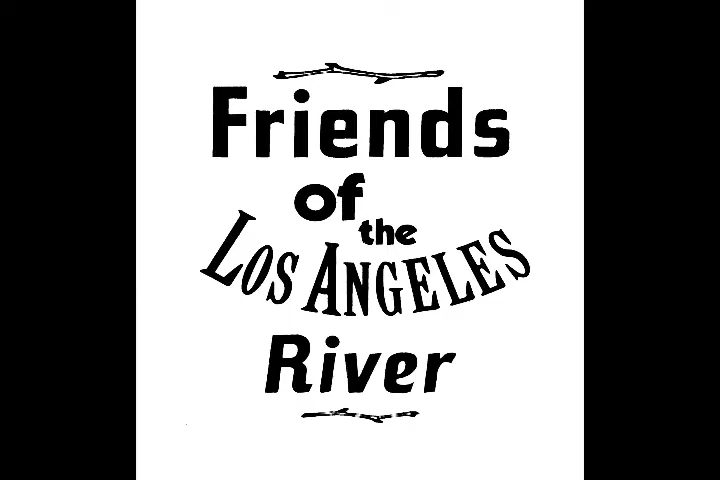 Friends
of
the
LOS ANGELES
River